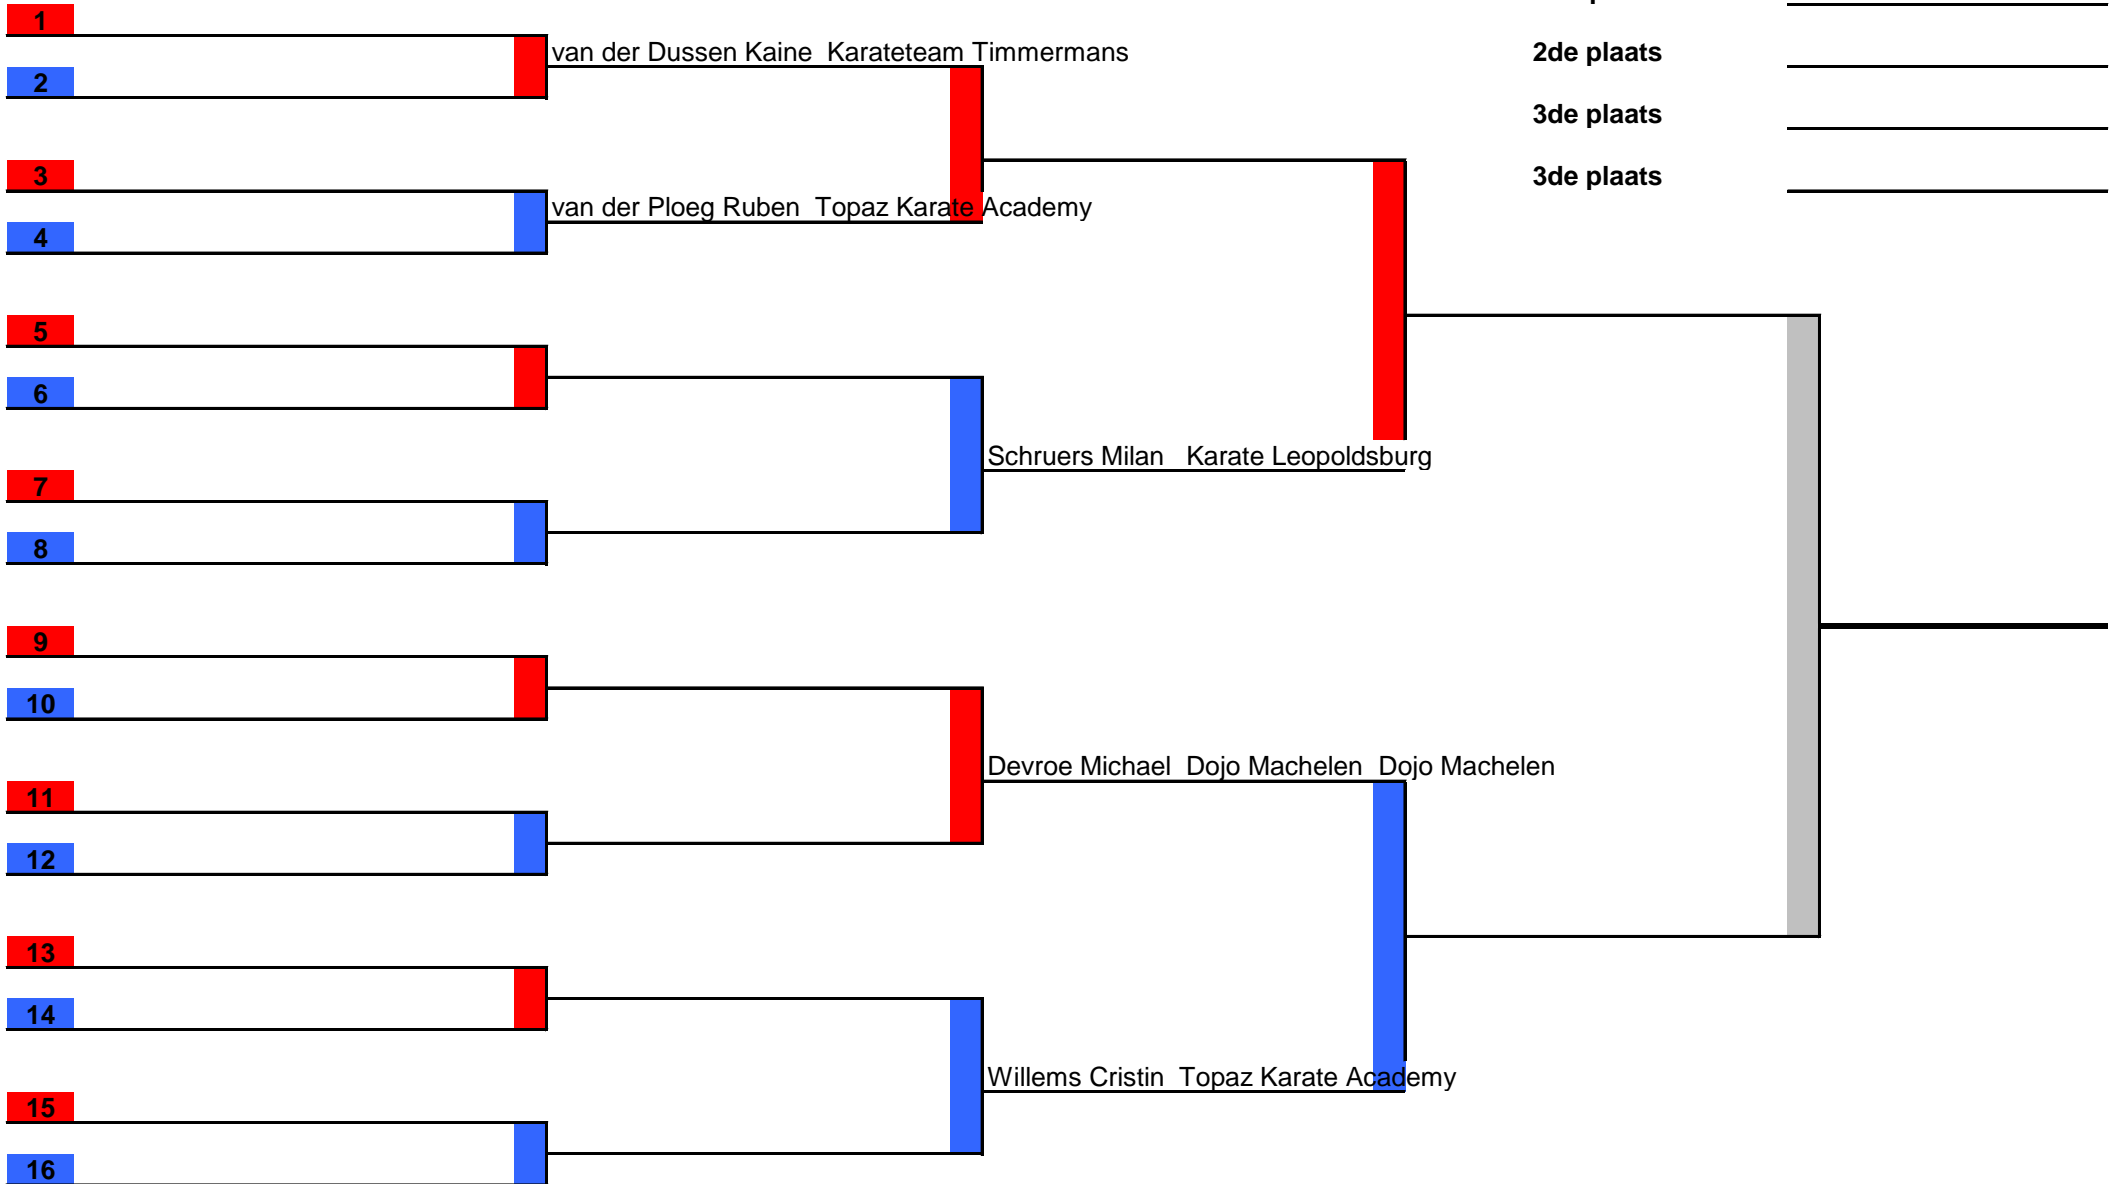 1
van der Dussen Kaine  Karateteam Timmermans
2de plaats
2
3de plaats
3
3de plaats
van der Ploeg Ruben  Topaz Karate Academy
4
5
6
Schruers Milan   Karate Leopoldsburg
7
8
9
10
Devroe Michael  Dojo Machelen  Dojo Machelen
11
12
13
14
Willems Cristin  Topaz Karate Academy
15
16